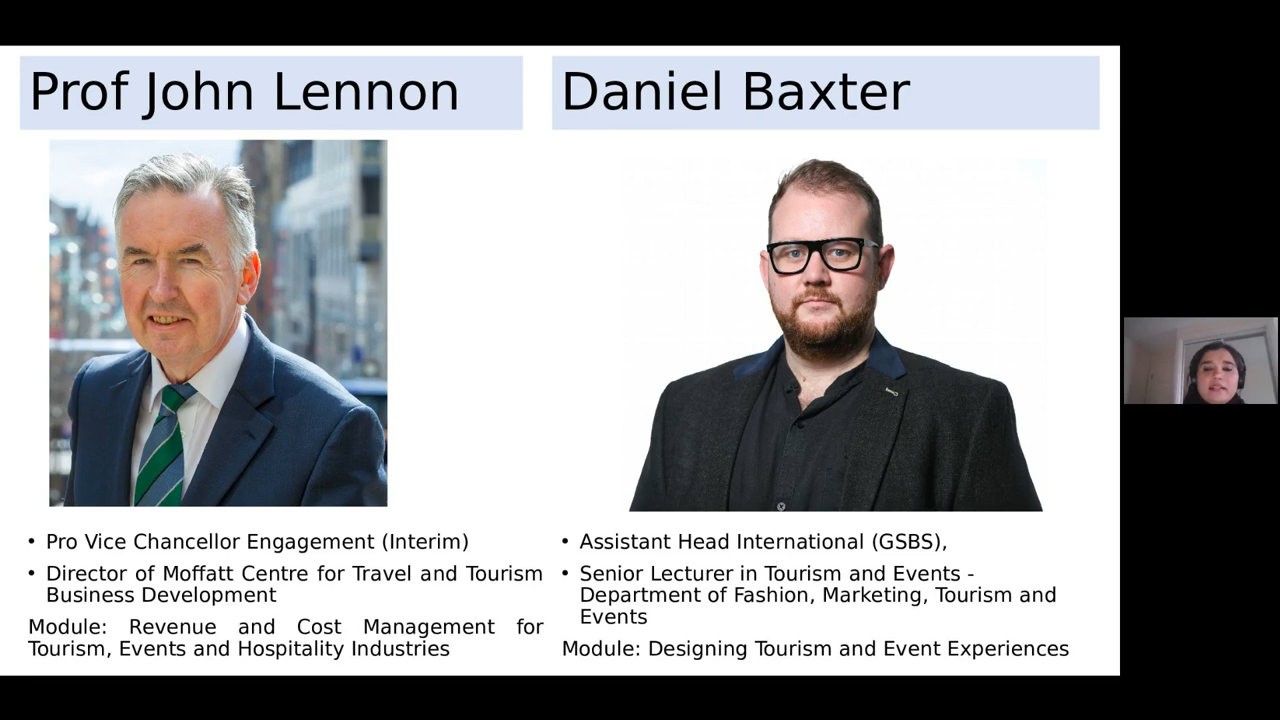 Prof John Lennon
Daniel Baxter
• Pro Vice Chancellor Engagement (Interim)
• Director of Moffatt Centre for Travel and Tourism
Business Development
Module: Revenue and Cost Management for
Tourism, Events and Hospitality Industries
• Assistant Head International (GSBS),
• Senior Lecturer in Tourism and Events -
Department of Fashion, Marketing, Tourism and
Events
Module: Designing Tourism and Event Experiences